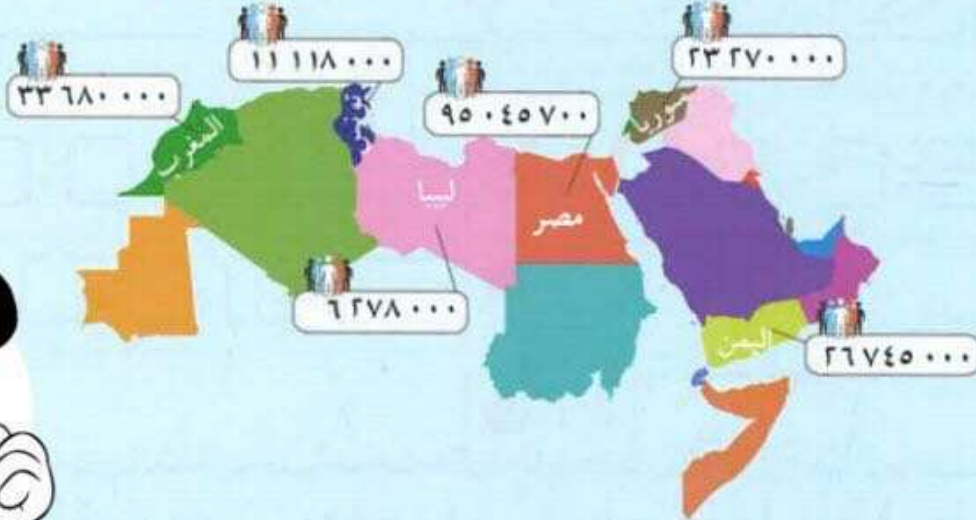 ٢٣ ٢٧٠ ٠٠٠
١١ ١١٨ ٠٠٠
٣٣ ٦٨٠ ٠٠٠
٩٥ ٠٤٥ ٧٠٠
سوريا
المغرب
تونس
ليبيا
مصر
٦ ٢٧٨ ٠٠٠
اليمن
٢٦ ٧٤٥ ٠٠٠